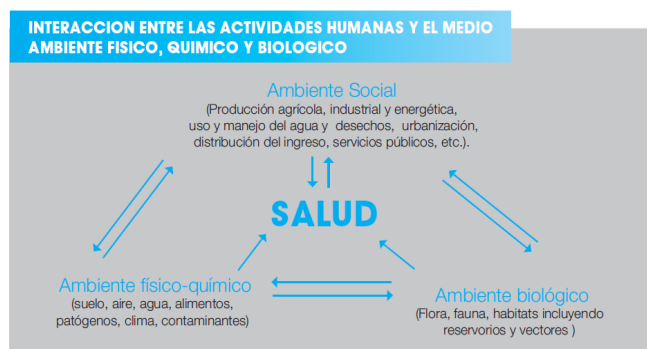 INTERACCION ENTRE LAS ACTIVIDADES HUMANAS Y EL MEDIO
AMBIENTE FISICO, QUIMICO Y BIOLOGICO
Ambiente Social
(Producción agrícola, industrial y energética,
uso y manejo del agua y desechos, urbanización,
distribución del ingreso, servicios públicos, etc.).
SALUD
Ambiente físico-químico
(suelo, aire, agua, alimentos,
patógenos, clima, contaminantes)
Ambiente biológico
(Flora, fauna, habitats incluyendo
reservorios y vectores )